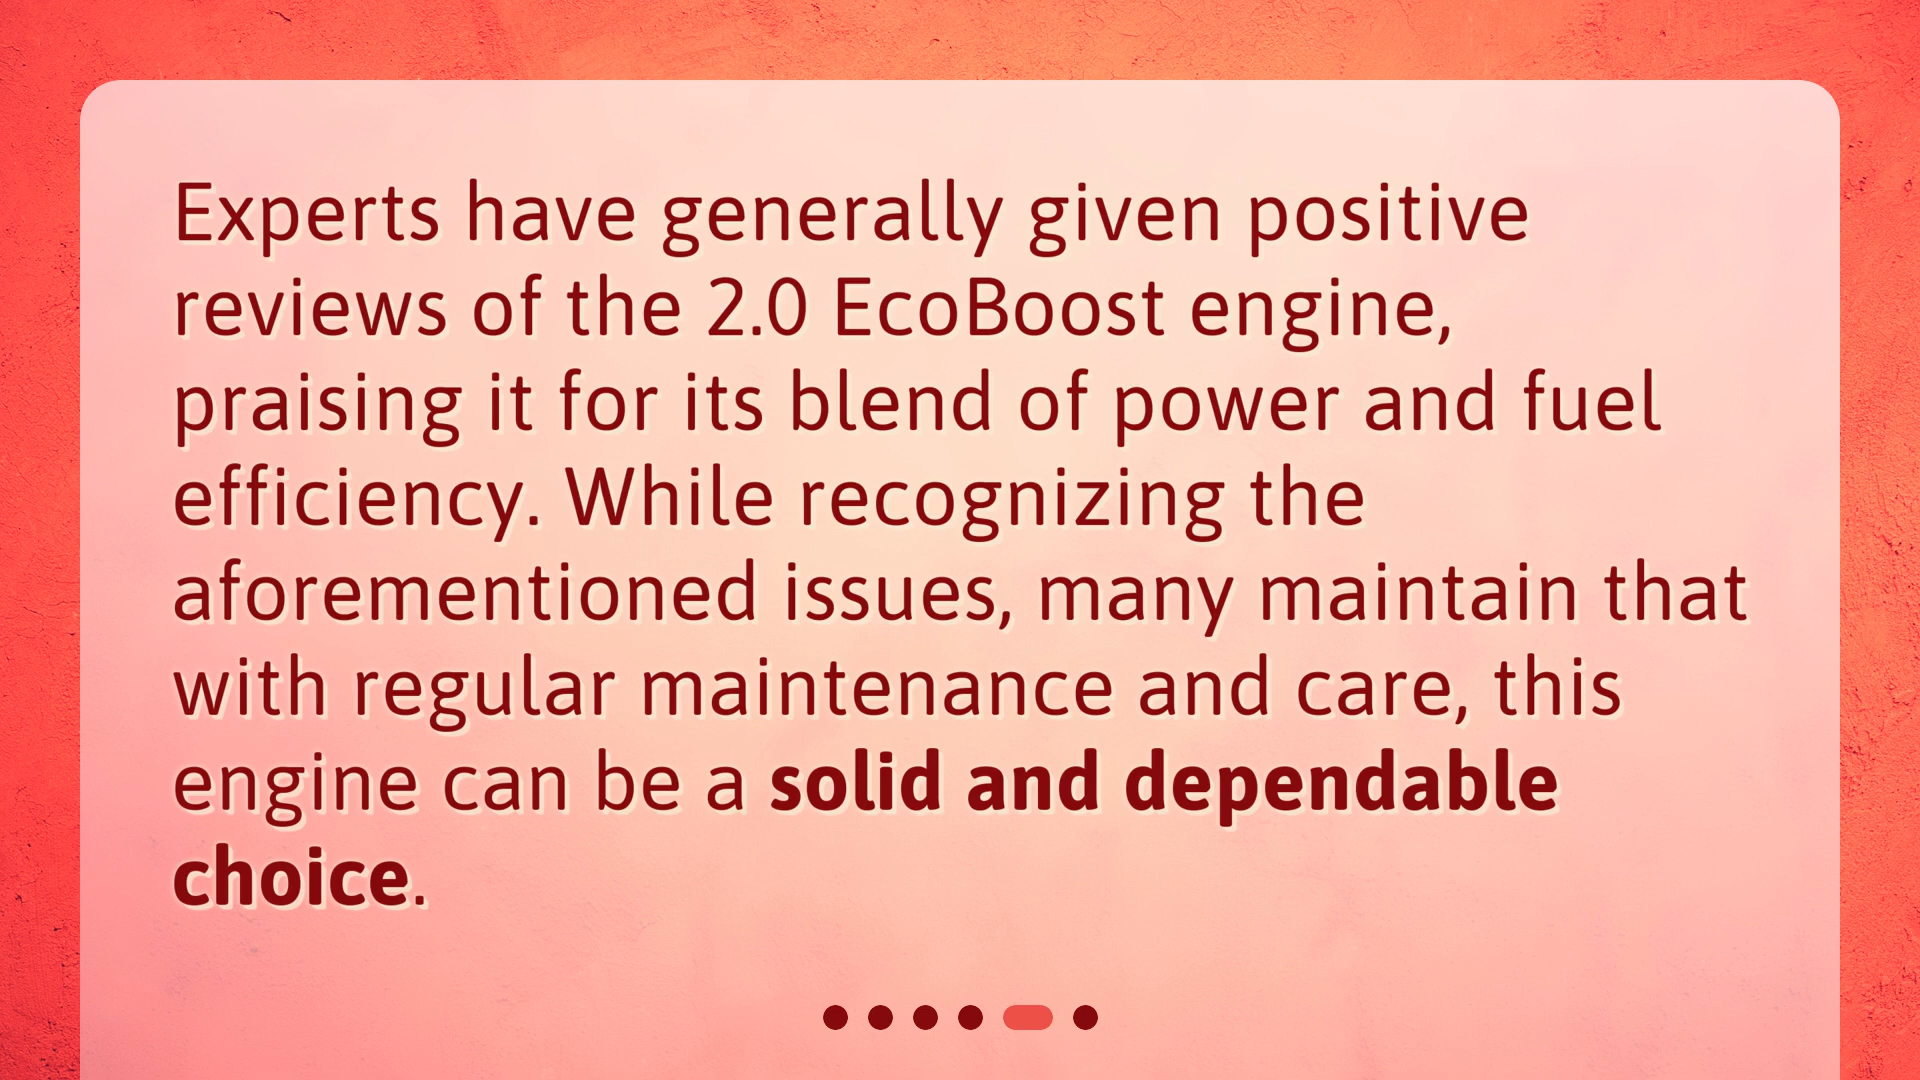 Experts have generally given positive
reviews of the 2.0 EcoBoost engine,
praising it for its blend of power and fuel
efficiency. While recognizing the
aforementioned issues, many maintain that
with regular maintenance and care, this
engine can be a solid and dependable
choice.